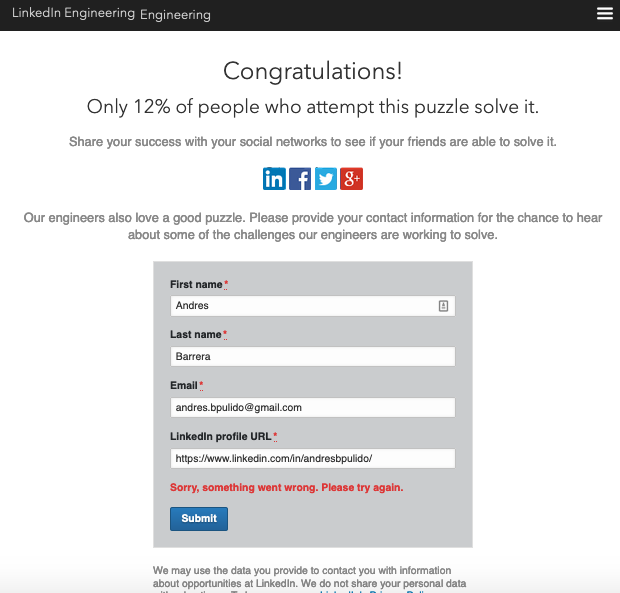 LinkedIn Engineering Engineering
Congratulations!
Only 12% of people who attempt this puzzle solve it.
Share your success with your social networks to see if your friends are able to solve it.
in f g+
Our engineers also love a good puzzle. Please provide your contact information for the chance to hear
about some of the challenges our engineers are working to solve.
First name*
Andres
Last name*
Barrera
Email*
andres.bpulido@gmail.com
LinkedIn profile URL*
https://www.linkedin.com/in/andresbpulido/
Sorry, something went wrong. Please try again.
Submit
We may use the data you provide to contact you with information
about opportunities at LinkedIn. We do not share your personal data